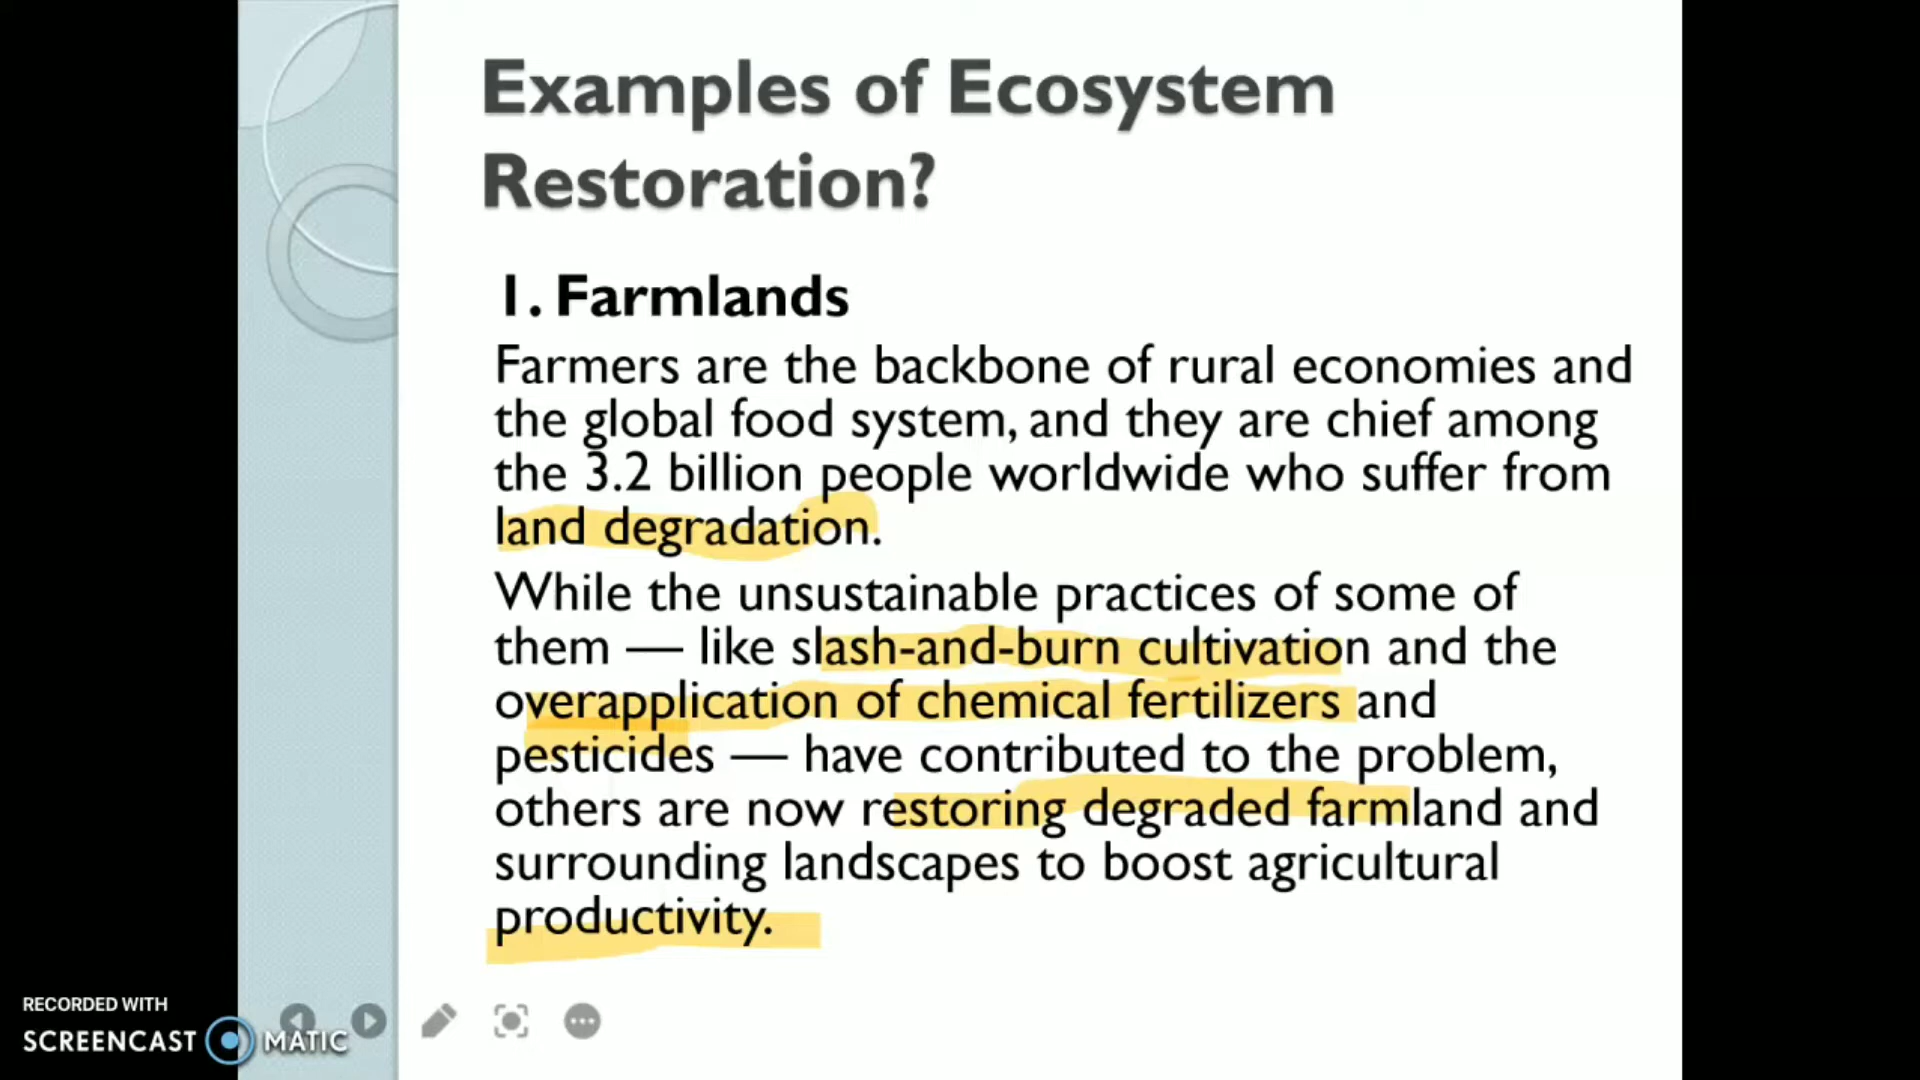 Examples of Ecosystem
Restoration?
1. Farmlands
Farmers are the backbone of rural economies and
the global food system, and they are chief among
the 3.2 billion people worldwide who suffer from
land degradation.
While the unsustainable practices of some of
them — like slash-and-burn cultivation and the
overapplication of chemical fertilizers and
pesticides — have contributed to the problem,
others are now restoring degraded farmland and
surrounding landscapes to boost agricultural
productivity.
RECORDED WITH
SCREENCAST MATIC